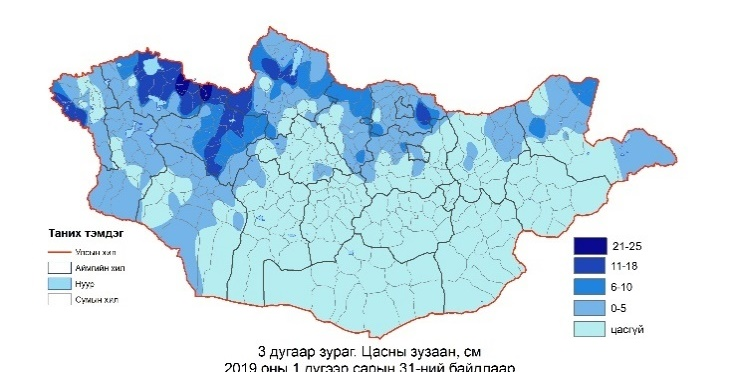 Таних тэмдэг
Улсын хил
Аймгийн хил
Нуур
Сумын хил
21-25
11-18
6-10
0-5
цасгүй
3 дугаар зураг. Цасны зузаан, см
2019 оны 1 дүгээр сарын 31-ний байдлаар